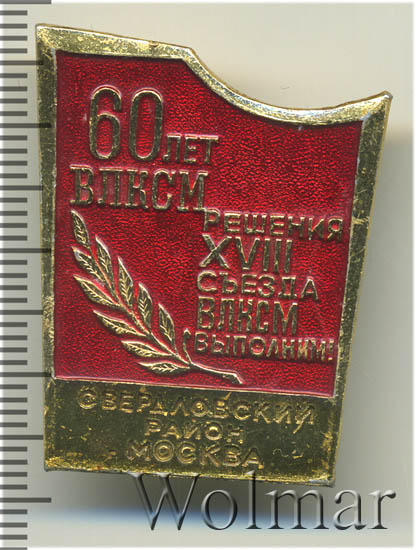 60 ЛЕТ
ВЛКСМ
РЕШЕНИЯ
XVIII
СЪЕЗДА
ВЛКСМ
ВЫПОЛНИМ!
СВЕРДЛОВСКИЙ
РАЙОН
МОСКВА
Wolmar